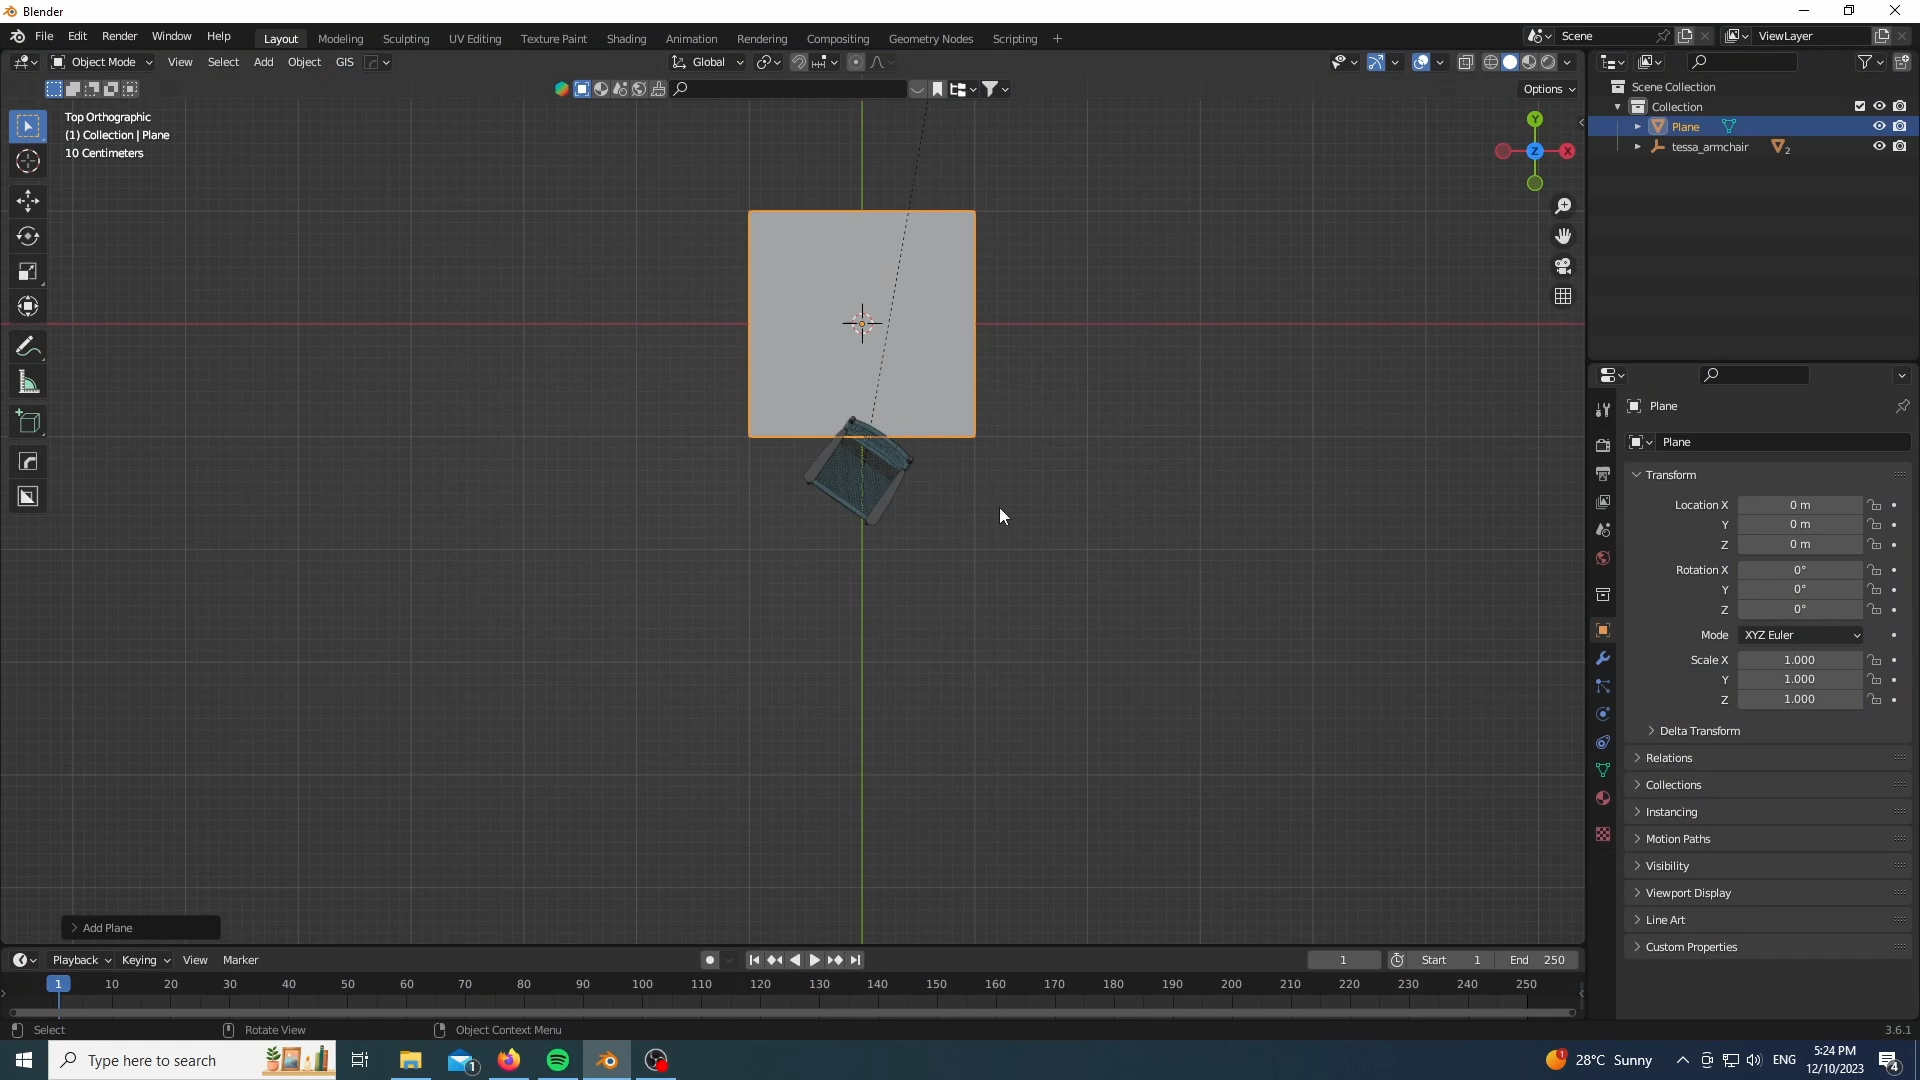 Blender
File Edit Render Window Help Layout Modeling Sculpting UV Editing Texture Paint Shading Animation Rendering Compositing Geometry Nodes Scripting + Scene ViewLayer
Object Mode View Select Add Object GIS Global
Options
Top Orthographic
(1) Collection | Plane
10 Centimeters
Y
Z X
Scene Collection
Collection
Plane
tessa_armchair 2
Plane
Plane
Transform
Location X 0 m
Y 0 m
Z 0 m
Rotation X 0°
Y 0°
Z 0°
Mode XYZ Euler
Scale X 1.000
Y 1.000
Z 1.000
Delta Transform
Relations
Collections
Instancing
Motion Paths
Visibility
Viewport Display
Line Art
Custom Properties
Add Plane
Playback Keying View Marker 1 Start 1 End 250
1 10 20 30 40 50 60 70 80 90 100 110 120 130 140 150 160 170 180 190 200 210 220 230 240 250
Select Rotate View Object Context Menu 3.6.1
Type here to search 1 28°C Sunny ENG 5:24 PM
12/10/2023 4